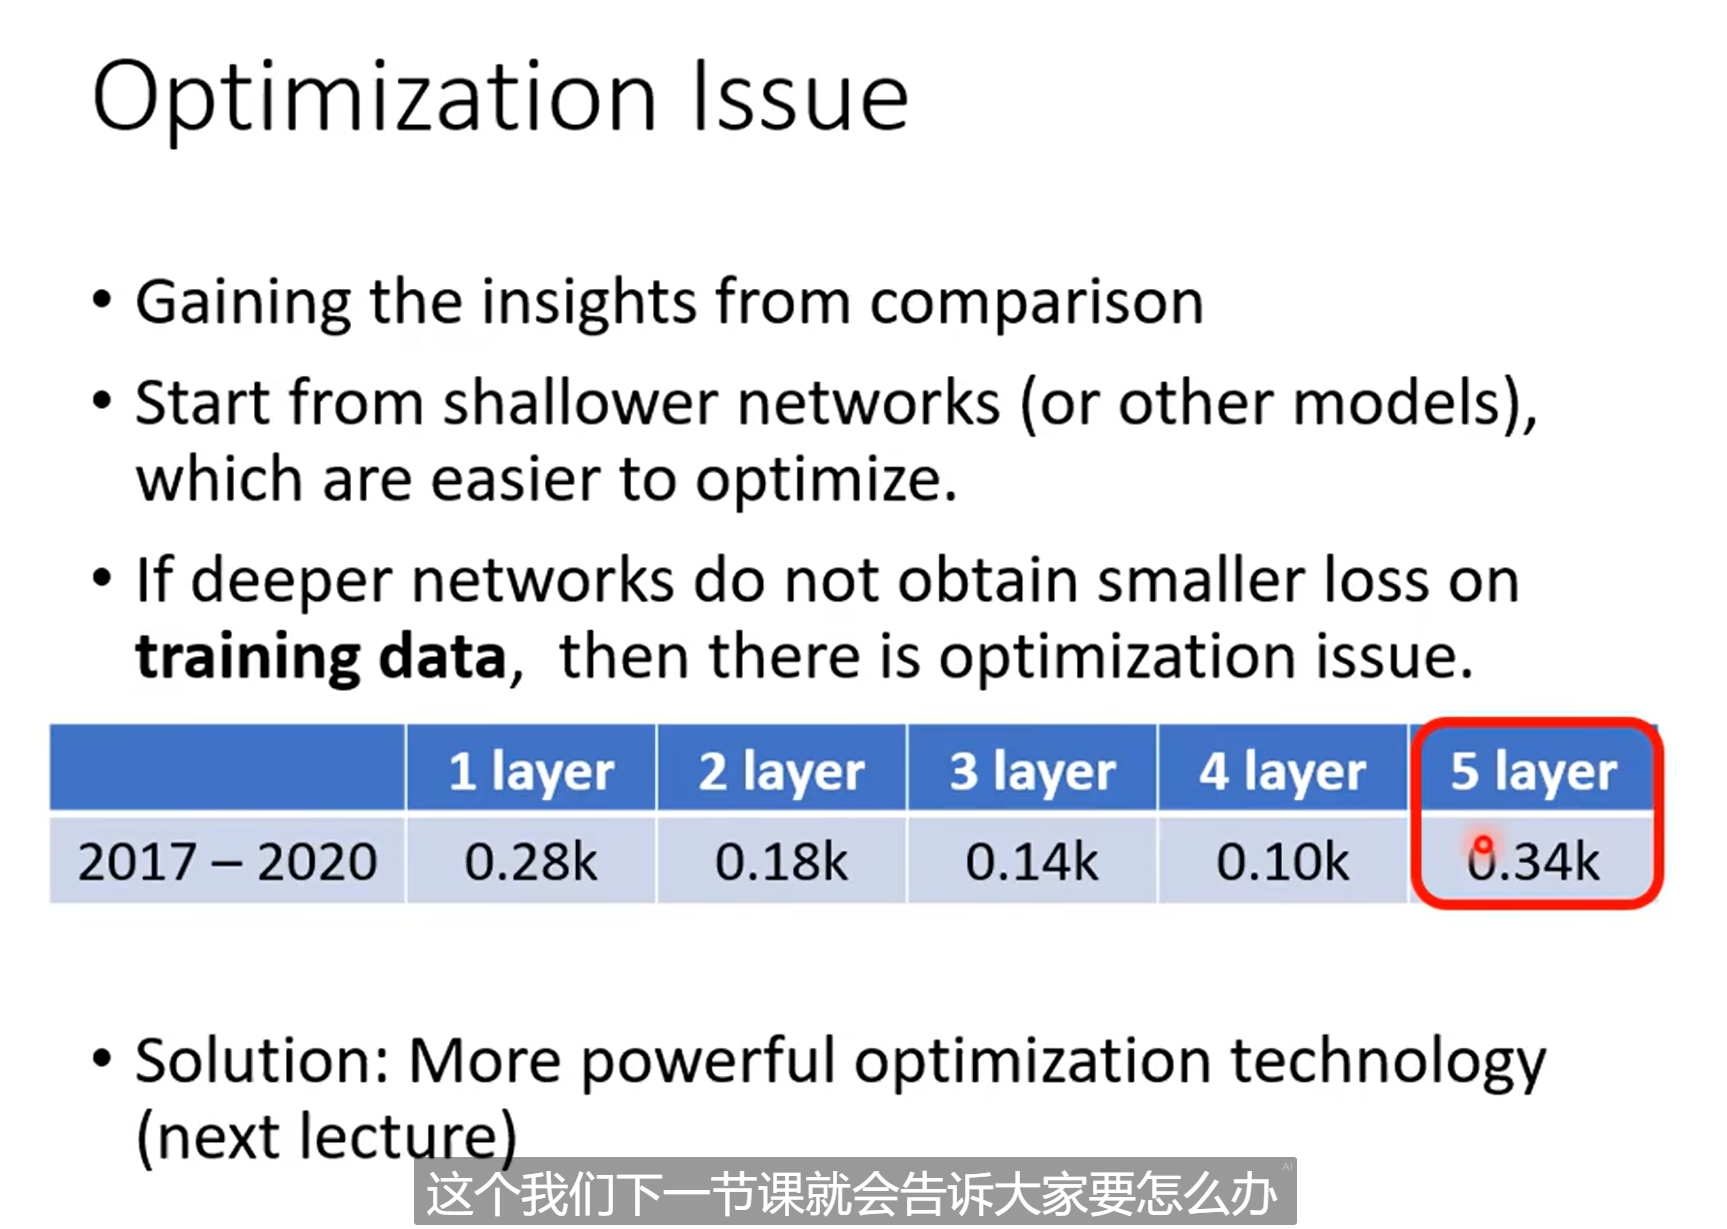 Optimization Issue
• Gaining the insights from comparison
• Start from shallower networks (or other models),
which are easier to optimize.
• If deeper networks do not obtain smaller loss on
training data, then there is optimization issue.
1 layer 2 layer 3 layer 4 layer 5 layer
2017 – 2020 0.28k 0.18k 0.14k 0.10k 0.34k
• Solution: More powerful optimization technology
(next lecture)
AI
这个我们下一节课就会告诉大家要怎么办